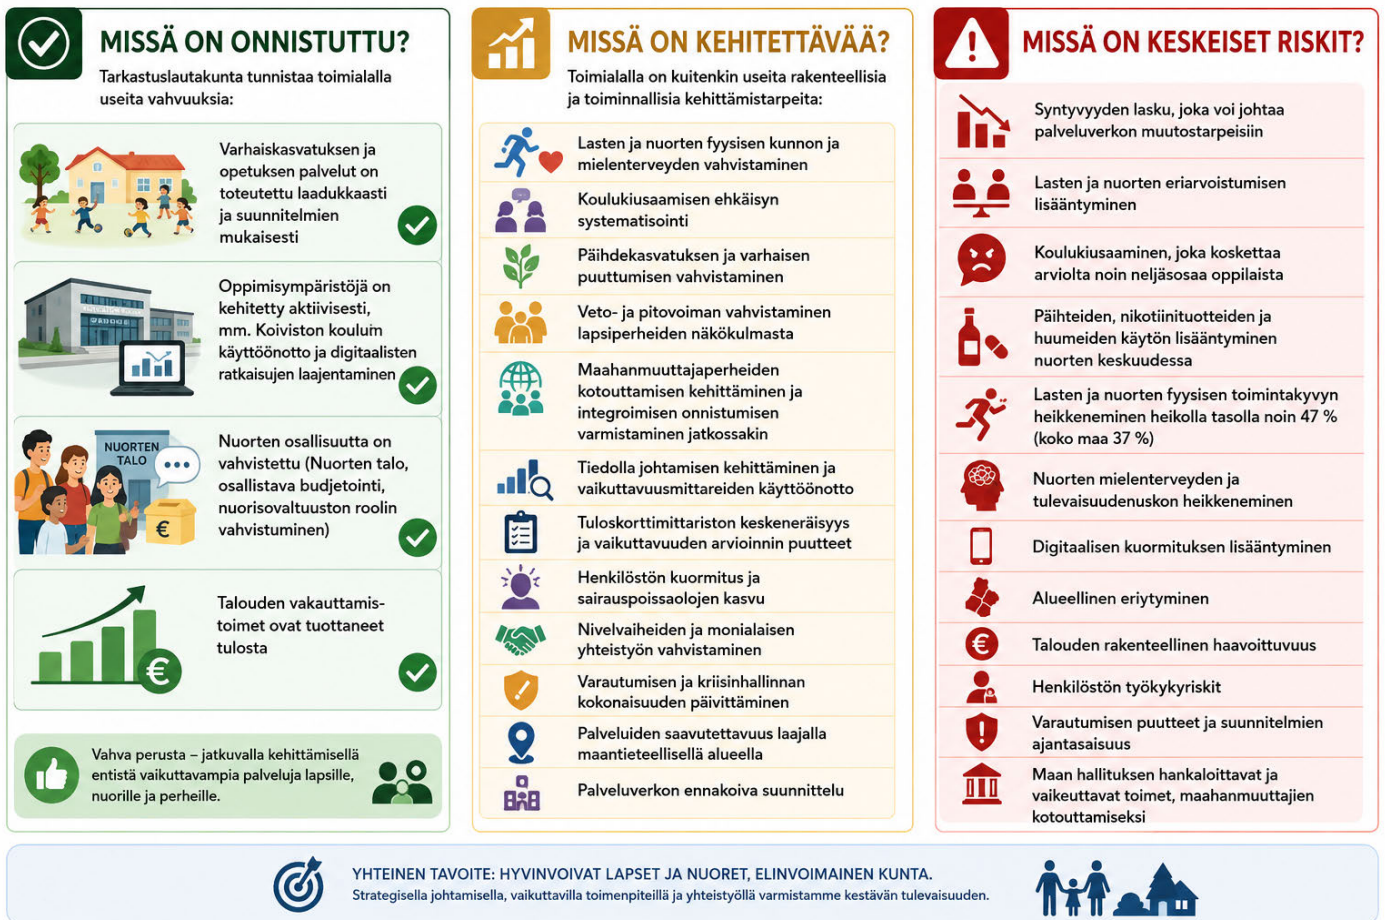 MISSÄ ON ONNISTUTTU?
Tarkastuslautakunta tunnistaa toimialalla
useita vahvuuksia:
Varhaiskasvatuksen ja
opetuksen palvelut on
toteutettu laadukkaasti
ja suunnitelmien
mukaisesti
Oppimisympäristöjä on
kehitetty aktiivisesti,
mm. Koiviston koulum
käyttöönotto ja digitaalisten
ratkaisujen laajentaminen
NUORTEN
TALO
€
Nuorten osallisuutta on
vahvistettu (Nuorten talo,
osallistava budjetointi,
nuorisovaltuuston roolin
vahvistuminen)
€
Talouden vakauttamis-
toimet ovat tuottaneet
tulosta
Vahva perusta – jatkuvalla kehittämisellä
entistä vaikuttavampia palveluja lapsille,
nuorille ja perheille.
MISSÄ ON KEHITETTÄVÄÄ?
Toimialalla on kuitenkin useita rakenteellisia
ja toiminnallisia kehittämistarpeita:
Lasten ja nuorten fyysisen kunnon ja
mielenterveyden vahvistaminen
Koulukiusaamisen ehkäisyn
systematisointi
Päihdekasvatuksen ja varhaisen
puuttumisen vahvistaminen
Veto- ja pitovoiman vahvistaminen
lapsiperheiden näkökulmasta
Maahanmuuttajaperheiden
kotouttamisen kehittäminen ja
integroimisen onnistumisen
varmistaminen jatkossakin
Tiedolla johtamisen kehittäminen ja
vaikuttavuusmittareiden käyttöönotto
Tuloskorttimittariston keskeneräisyys
ja vaikuttavuuden arvioinnin puutteet
Henkilöstön kuormitus ja
sairauspoissaolojen kasvu
Nivelvaiheiden ja monialaisen
yhteistyön vahvistaminen
Varautumisen ja kriisinhallinnan
kokonaisuuden päivittäminen
Palveluiden saavutettavuus laajalla
maantieteellisellä alueella
Palveluverkon ennakoiva suunnittelu
MISSÄ ON KESKEISET RISKIT?
Syntyvyyden lasku, joka voi johtaa
palveluverkon muutostarpeisiin
Lasten ja nuorten eriarvoistumisen
lisääntyminen
Koulukiusaaminen, joka koskettaa
arviolta noin neljäsosaa oppilaista
Päihteiden, nikotiinituotteiden ja
huumeiden käytön lisääntyminen
nuorten keskuudessa
Lasten ja nuorten fyysisen toimintakyvyn
heikkeneminen heikolla tasolla noin 47 %
(koko maa 37 %)
Nuorten mielenterveyden ja
tulevaisuudenuskon heikkeneminen
Digitaalisen kuormituksen lisääntyminen
Alueellinen eriytyminen
€
Talouden rakenteellinen haavoittuvuus
Henkilöstön työkykyriskit
Varautumisen puutteet ja suunnitelmien
ajantasaisuus
Maan hallituksen hankaloittavat ja
vaikeuttavat toimet, maahanmuuttajien
kotouttamiseksi
YHTEINEN TAVOITE: HYVINVOIVAT LAPSET JA NUORET, ELINVOIMAINEN KUNTA.
Strategisella johtamisella, vaikuttavilla toimenpiteillä ja yhteistyöllä varmistamme kestävän tulevaisuuden.